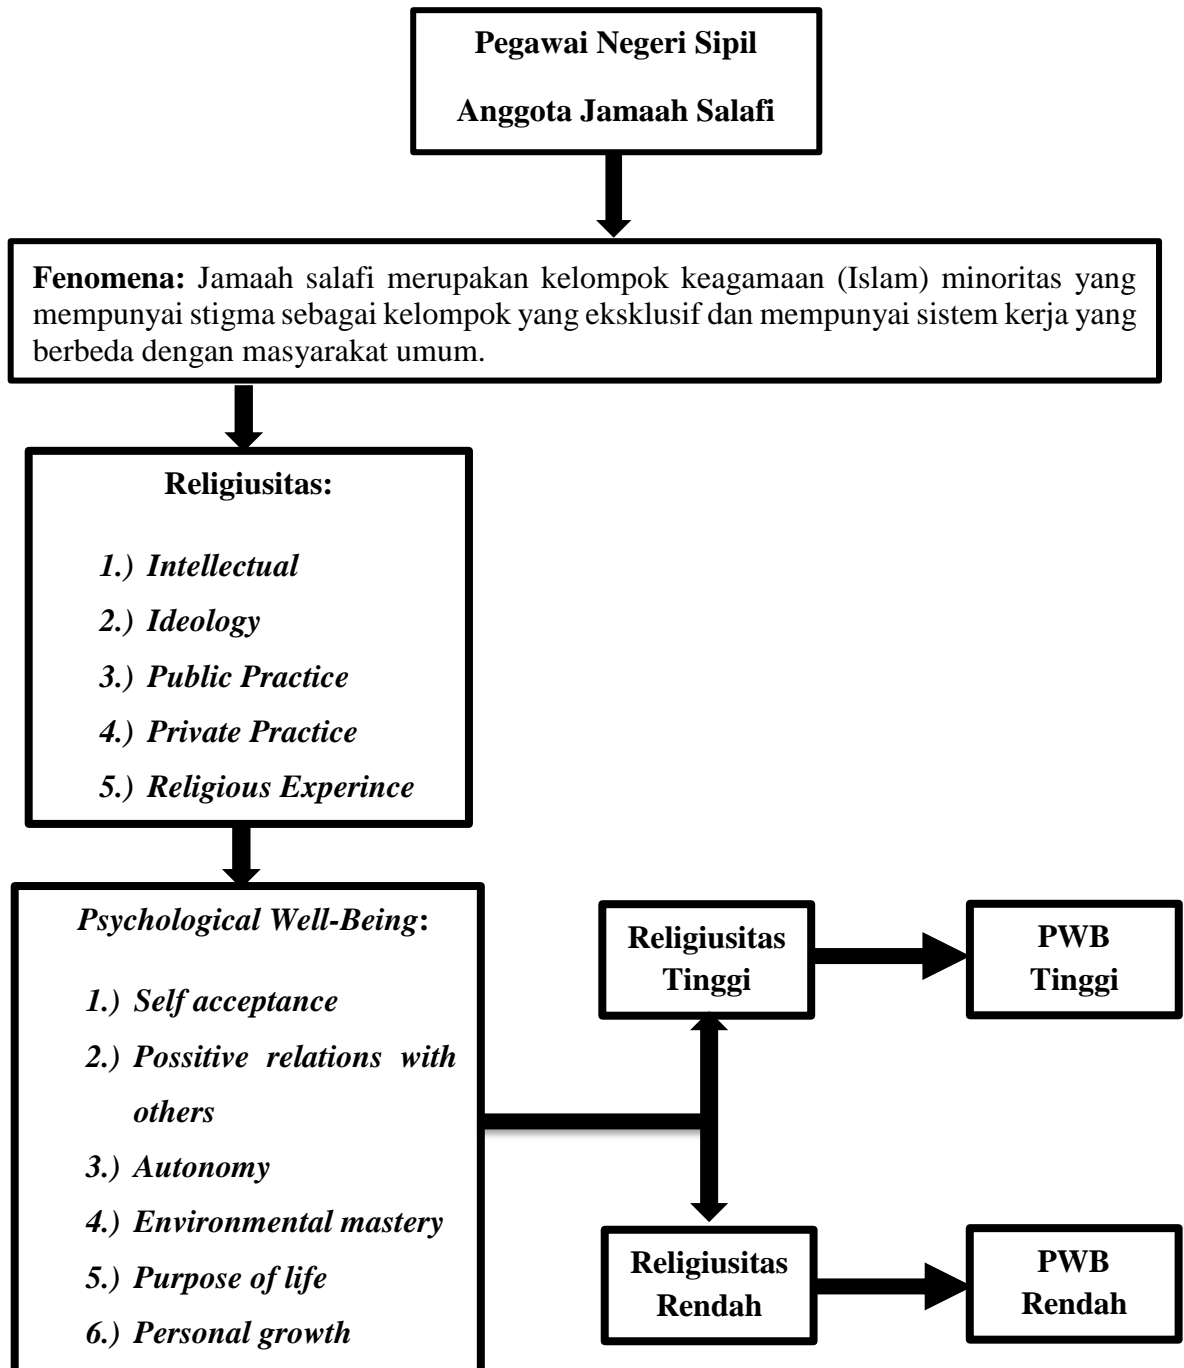 Pegawai Negeri Sipil
Anggota Jamaah Salafi
Fenomena: Jamaah salafi merupakan kelompok keagamaan (Islam) minoritas yang
mempunyai stigma sebagai kelompok yang eksklusif dan mempunyai sistem kerja yang
berbeda dengan masyarakat umum.
Religiusitas:
1.) Intellectual
2.) Ideology
3.) Public Practice
4.) Private Practice
5.) Religious Experince
Psychological Well-Being:
1.) Self acceptance
2.) Possitive relations with
others
3.) Autonomy
4.) Environmental mastery
5.) Purpose of life
6.) Personal growth
Religiusitas
Tinggi
PWB
Tinggi
Religiusitas
Rendah
PWB
Rendah